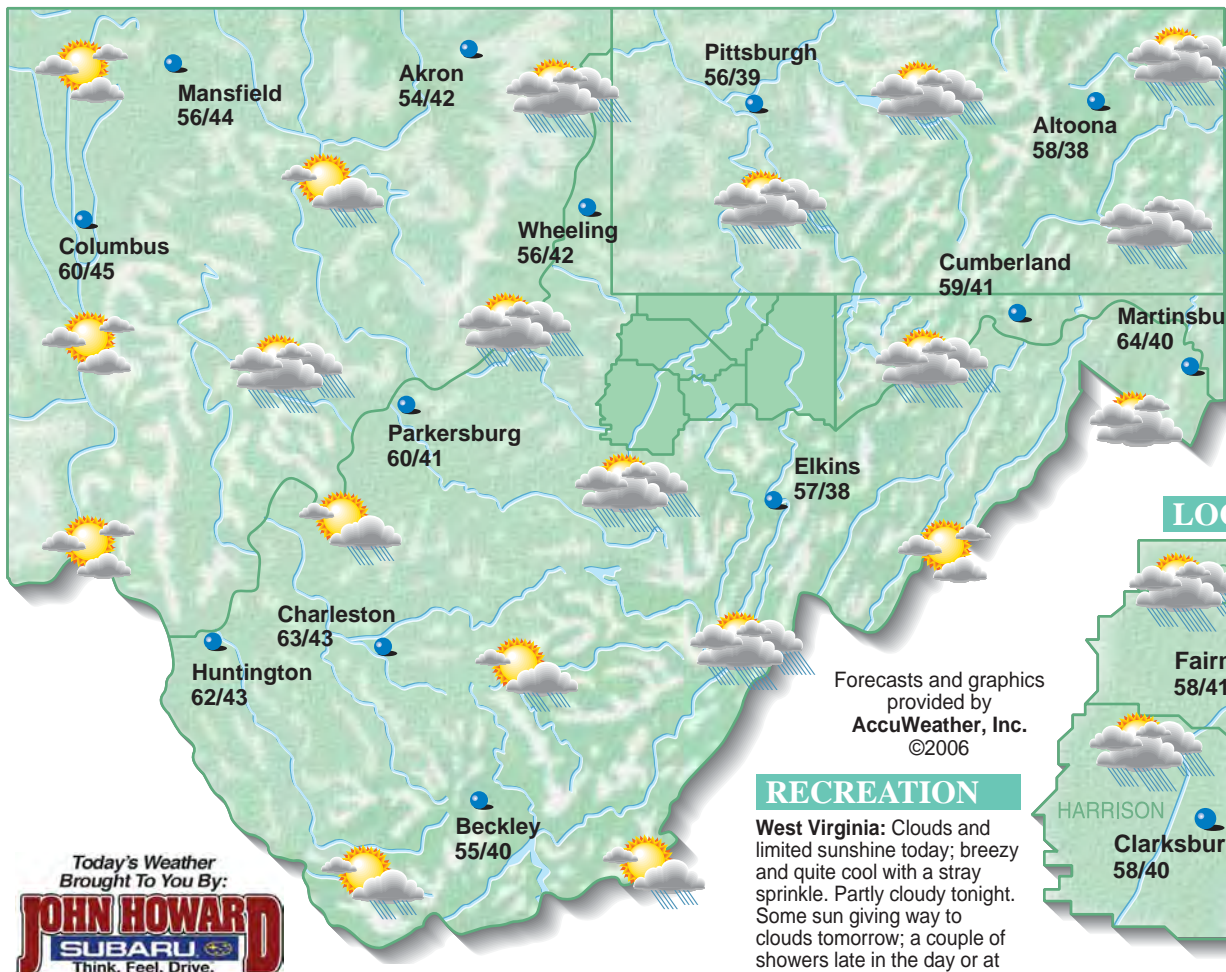 Mansfield
56/44
Akron
54/42
Pittsburgh
56/39
Altoona
58/38
Columbus
60/45
Wheeling
56/42
Cumberland
59/41
Martinsbu
64/40
Parkersburg
60/41
Elkins
57/38
Charleston
63/43
Huntington
62/43
Beckley
55/40
Forecasts and graphics
provided by
AccuWeather, Inc.
©2006
RECREATION
West Virginia: Clouds and
limited sunshine today; breezy
and quite cool with a stray
sprinkle. Partly cloudy tonight.
Some sun giving way to
clouds tomorrow; a couple of
showers late in the day or at
LOC
Fairm
58/41
HARRISON
Clarksbur
58/40
Today's Weather
Brought To You By:
JOHN HOWARD
SUBARU
Think. Feel. Drive.